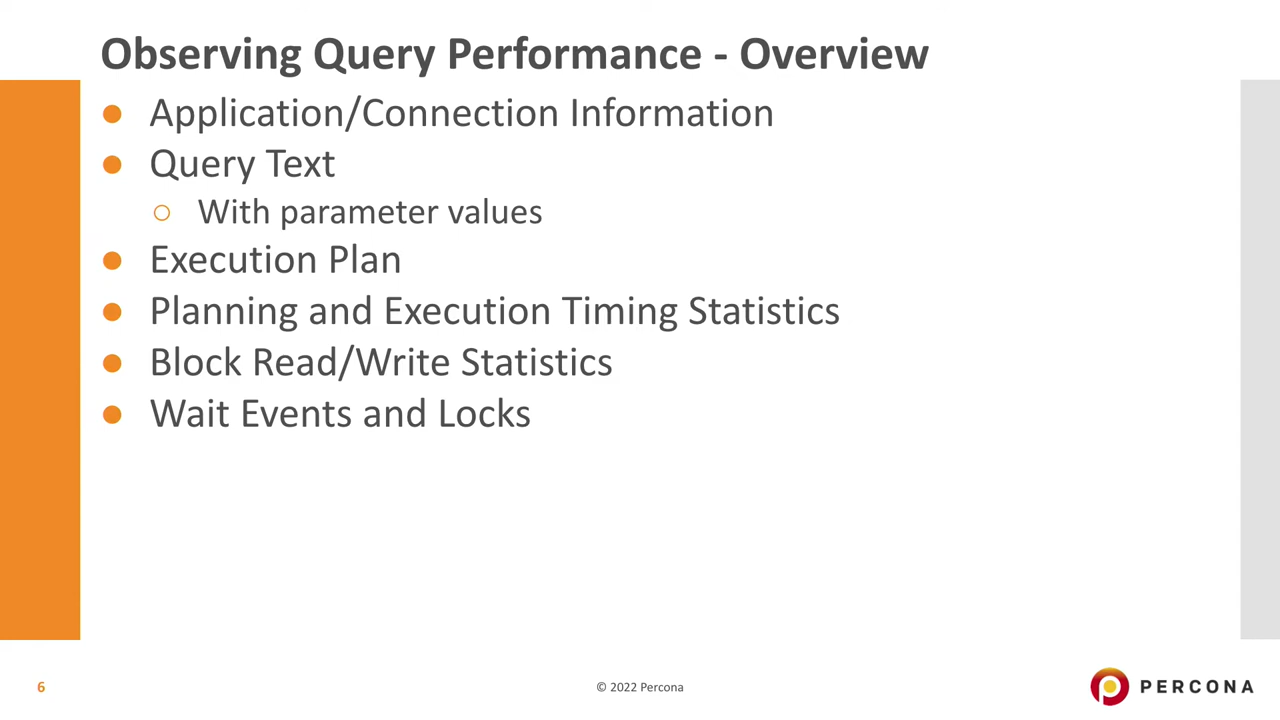 Observing Query Performance - Overview
● Application/Connection Information
● Query Text
○ With parameter values
● Execution Plan
● Planning and Execution Timing Statistics
● Block Read/Write Statistics
● Wait Events and Locks
6
© 2022 Percona
PERCONA